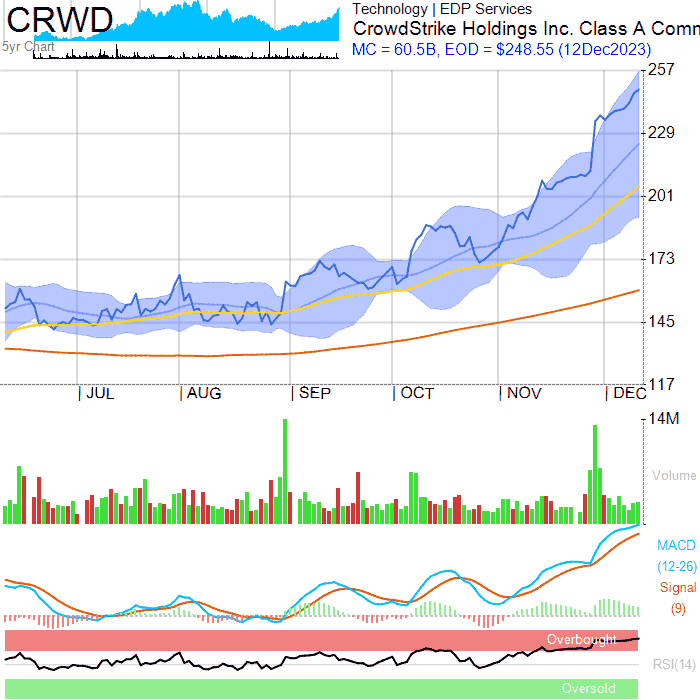 CRWD
5yr Chart
Technology | EDP Services
CrowdStrike Holdings Inc. Class A Comm
MC = 60.5B, EOD = $248.55 (12Dec2023)
257
229
201
173
145
117
JUL
AUG
SEP
OCT
NOV
DEC
14M
Volume
MACD
(12-26)
Signal
(9)
Overbought
RSI(14)
Oversold